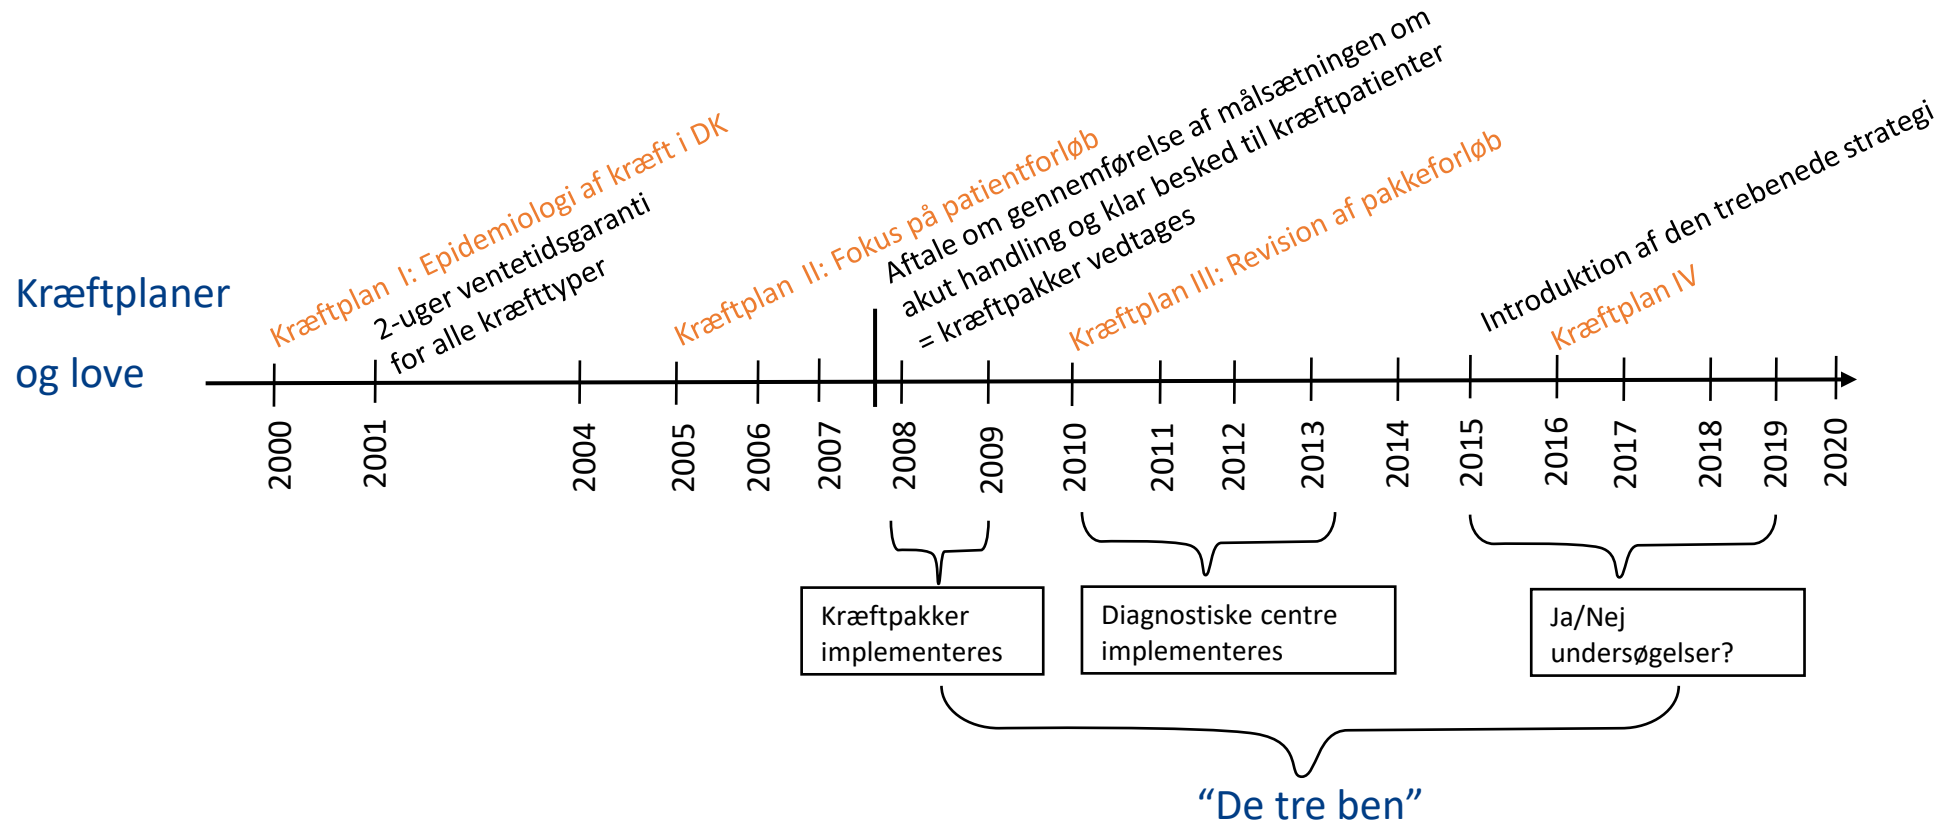 Kræftplaner
og love
Kræftplan I: Epidemiologi af kræft i DK
2-uger ventetidsgaranti
for alle kræfttyper
Kræftplan II: Fokus på patientforløb
Aftale om gennemførelse af målsætningen om
akut handling og klar besked til kræftpatienter
= kræftpakker vedtages
Kræftplan III: Revision af pakkeforløb
Introduktion af den trebenede strategi
Kræftplan IV
2000
2001
2004
2005
2006
2007
2008
2009
2010
2011
2012
2013
2014
2015
2016
2017
2018
2019
2020
Kræftpakker
implementeres
Diagnostiske centre
implementeres
Ja/Nej
undersøgelser?
“De tre ben”